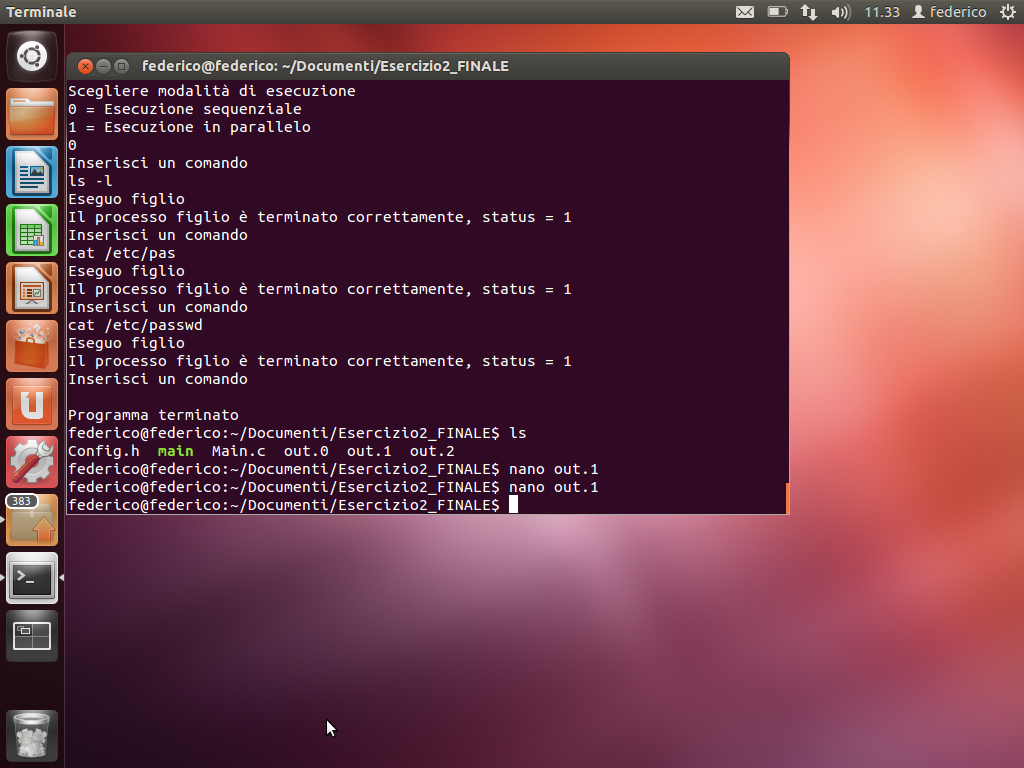 Terminale
11.33
federico
federico@federico: ~/Documenti/Esercizio2_FINALE
Scegliere modalità di esecuzione
0 = Esecuzione sequenziale
1 = Esecuzione in parallelo
0
Inserisci un comando
ls -l
Eseguo figlio
Il processo figlio è terminato correttamente, status = 1
Inserisci un comando
cat /etc/pas
Eseguo figlio
Il processo figlio è terminato correttamente, status = 1
Inserisci un comando
cat /etc/passwd
Eseguo figlio
Il processo figlio è terminato correttamente, status = 1
Inserisci un comando
Programma terminato
federico@federico:~/Documenti/Esercizio2_FINALE$ ls
Config.h main Main.c out.0 out.1 out.2
federico@federico:~/Documenti/Esercizio2_FINALE$ nano out.1
federico@federico:~/Documenti/Esercizio2_FINALE$ nano out.1
federico@federico:~/Documenti/Esercizio2_FINALE$
383